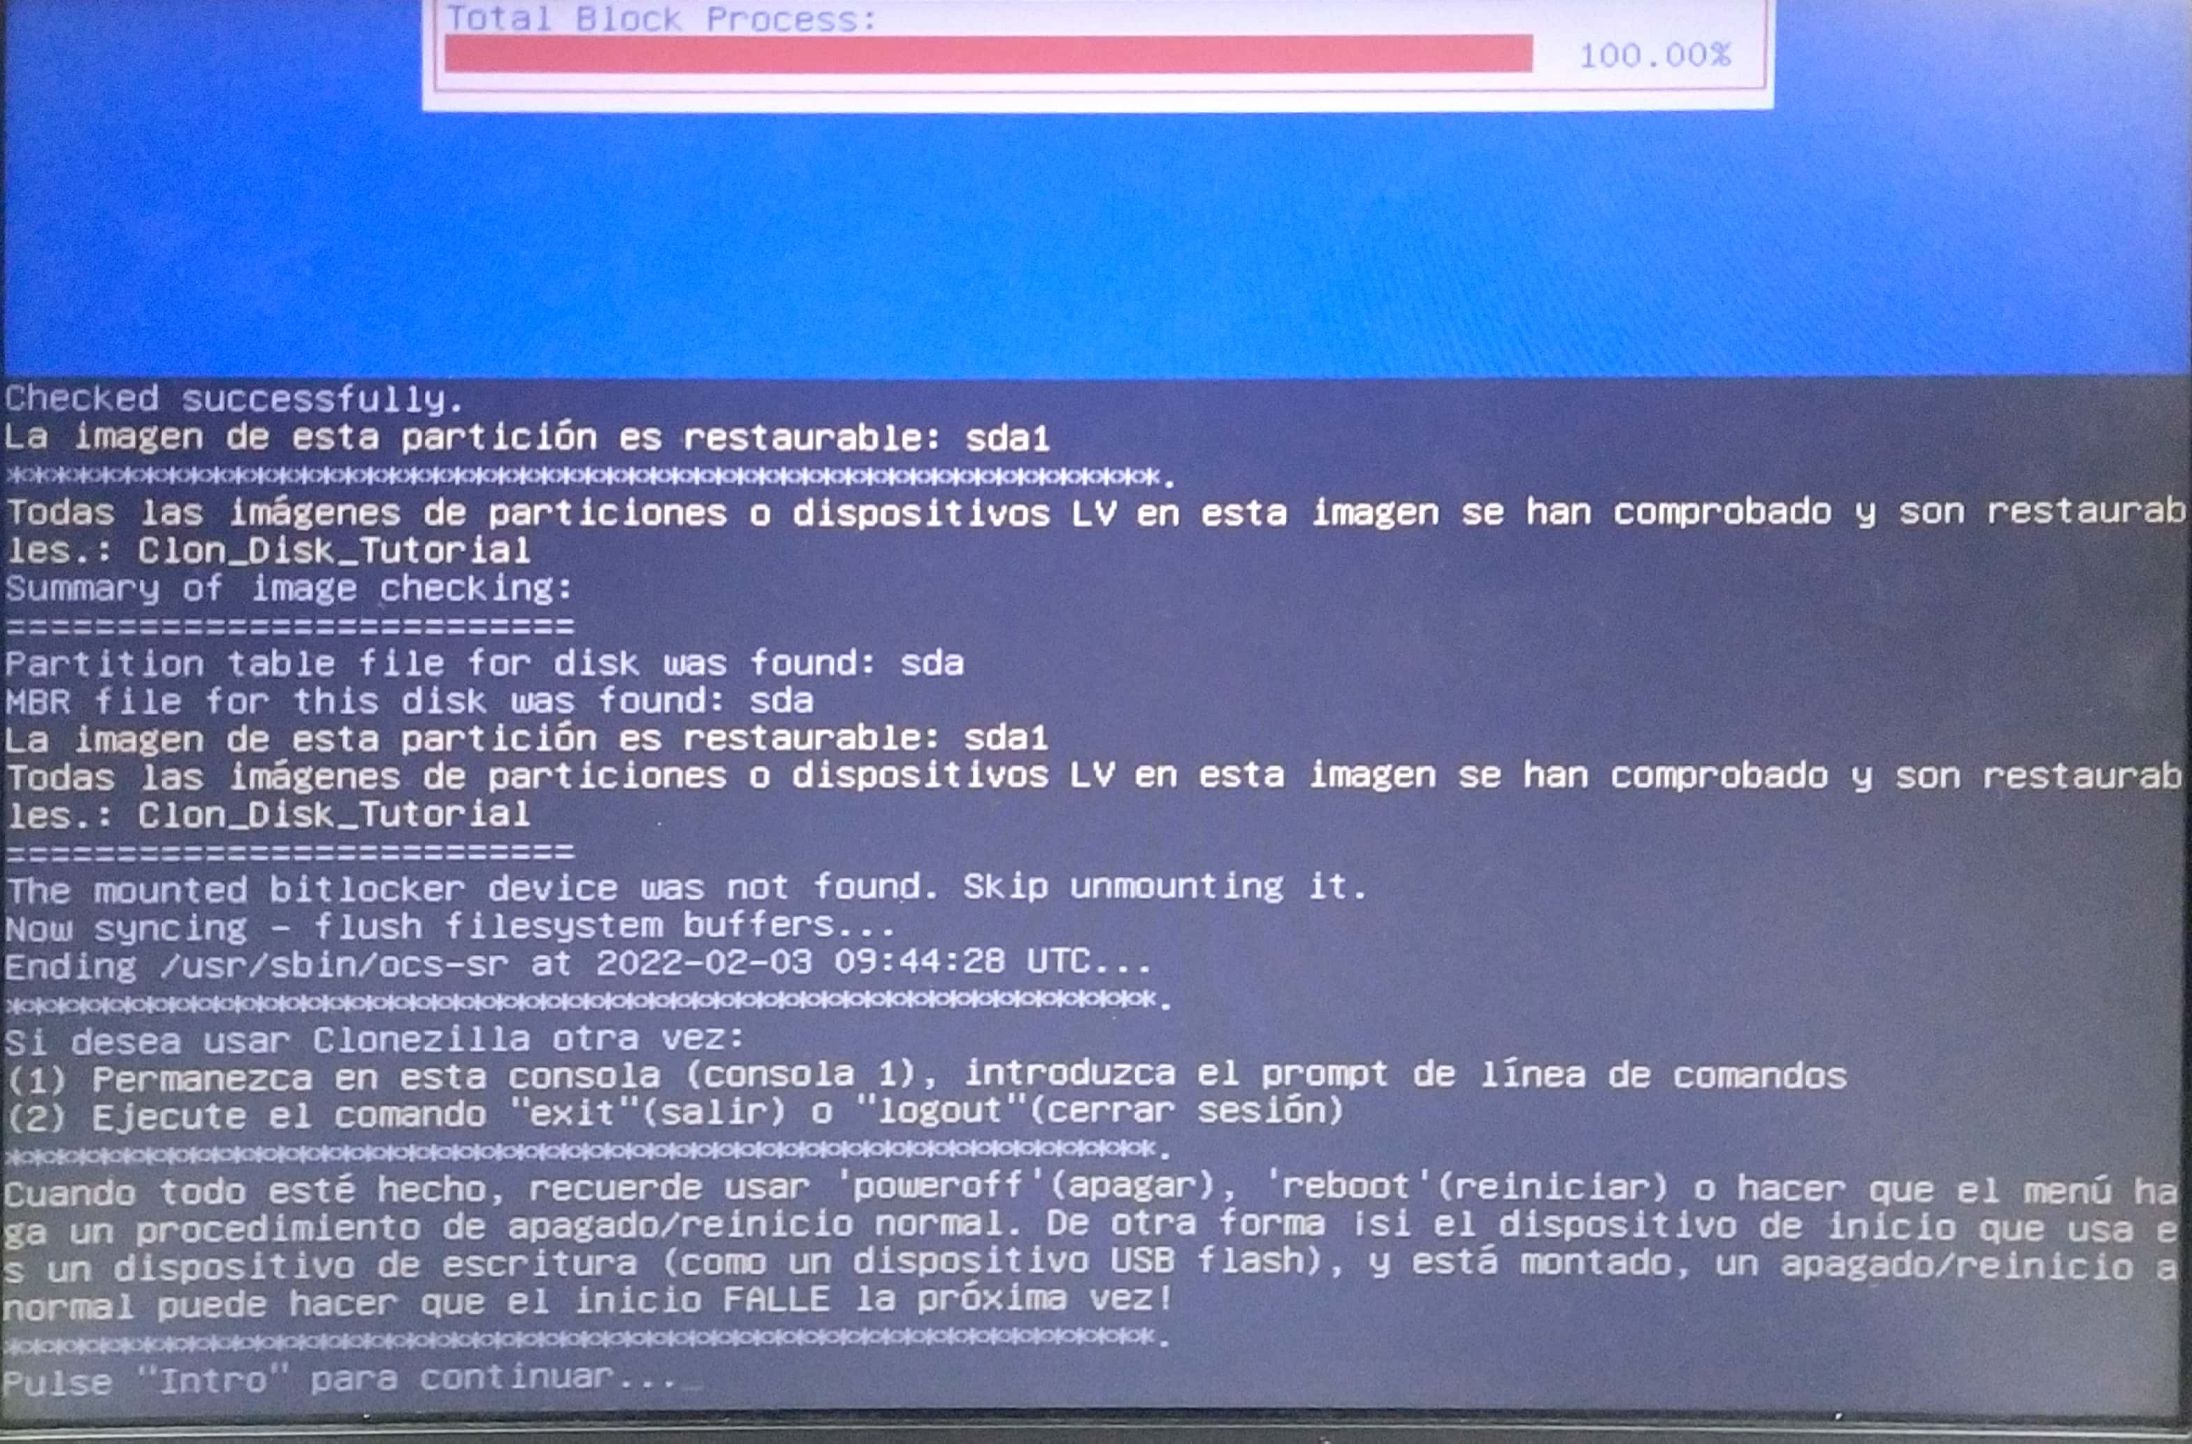 Total Block Process:
100.00%
Checked successfully.
La imagen de esta partición es restaurable: sda1
*****************************************************.
Todas las imágenes de particiones o dispositivos LV en esta imagen se han comprobado y son restaurab
les.: Clon_Disk_Tutorial
Summary of image checking:
==========================
Partition table file for disk was found: sda
MBR file for this disk was found: sda
La imagen de esta partición es restaurable: sda1
Todas las imágenes de particiones o dispositivos LV en esta imagen se han comprobado y son restaurab
les.: Clon_Disk_Tutorial
==========================
The mounted bitlocker device was not found. Skip unmounting it.
Now syncing - flush filesystem buffers...
Ending /usr/sbin/ocs-sr at 2022-02-03 09:44:28 UTC...
*****************************************************.
Si desea usar Clonezilla otra vez:
(1) Permanezca en esta consola (consola 1), introduzca el prompt de línea de comandos
(2) Ejecute el comando "exit"(salir) o "logout"(cerrar sesión)
*****************************************************.
Cuando todo esté hecho, recuerde usar 'poweroff'(apagar), 'reboot'(reiniciar) o hacer que el menú ha
ga un procedimiento de apagado/reinicio normal. De otra forma ¡si el dispositivo de inicio que usa e
s un dispositivo de escritura (como un dispositivo USB flash), y está montado, un apagado/reinicio a
normal puede hacer que el inicio FALLE la próxima vez!
*****************************************************.
Pulse "Intro" para continuar..._